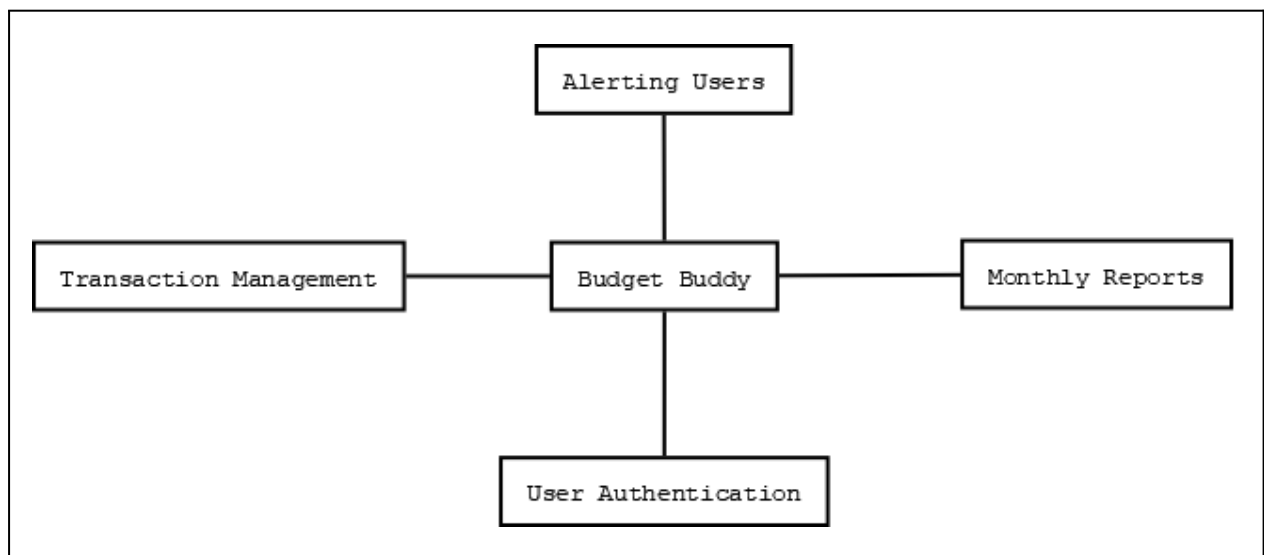 Alerting Users
Transaction Management
Budget Buddy
Monthly Reports
User Authentication